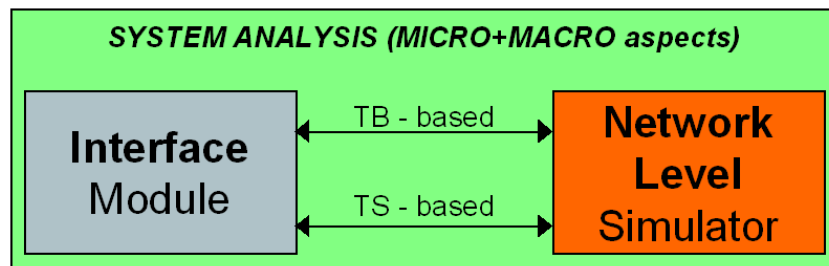 SYSTEM ANALYSIS (MICRO+MACRO aspects)
Interface
Module
TB - based
TS - based
Network
Level
Simulator